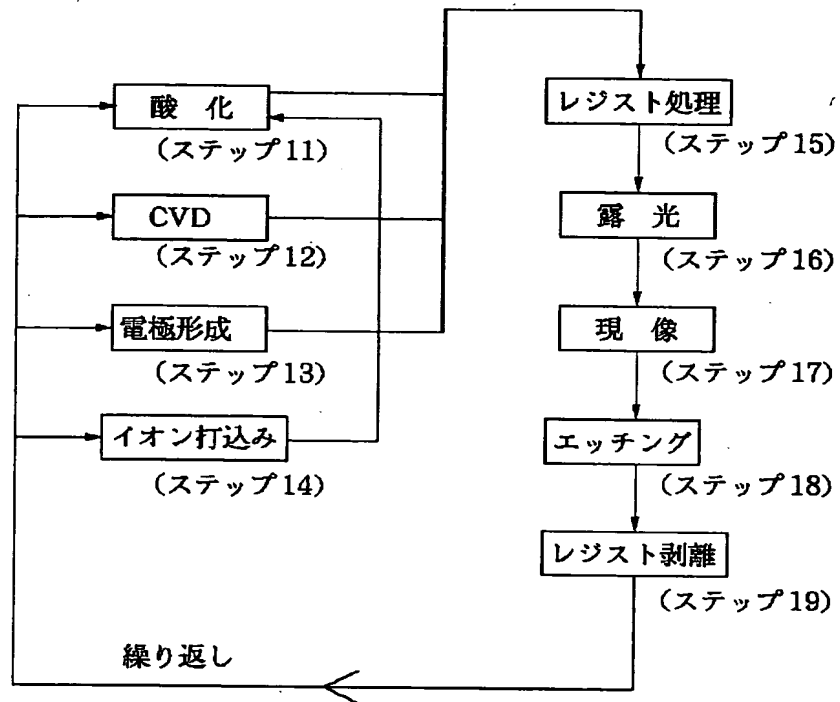 酸 化
(ステップ11)
CVD
(ステップ12)
電極形成
(ステップ13)
イオン打込み
(ステップ14)
レジスト処理
(ステップ15)
露 光
(ステップ16)
現 像
(ステップ17)
エッチング
(ステップ18)
レジスト剥離
(ステップ19)
繰り返し